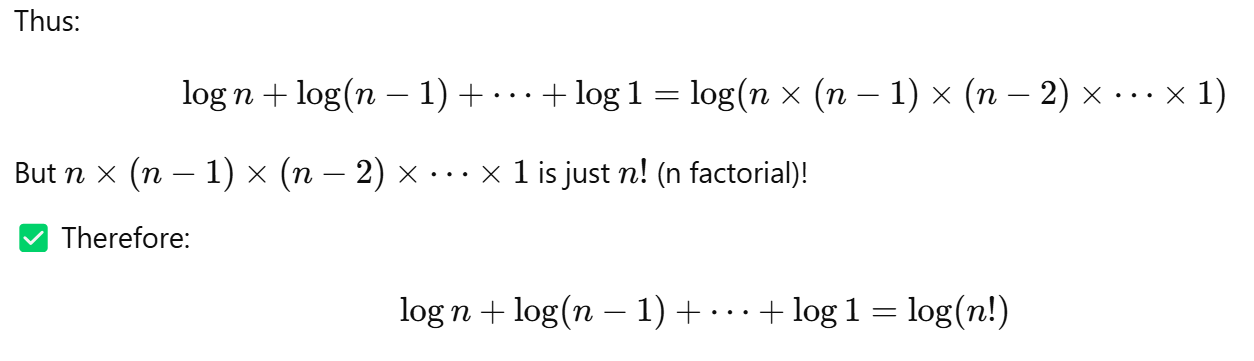 Thus:
log n + log(n − 1) + ⋯ + log 1 = log(n × (n − 1) × (n − 2) × ⋯ × 1)
But n × (n − 1) × (n − 2) × ⋯ × 1 is just n! (n factorial)!
✅ Therefore:
log n + log(n − 1) + ⋯ + log 1 = log(n!)